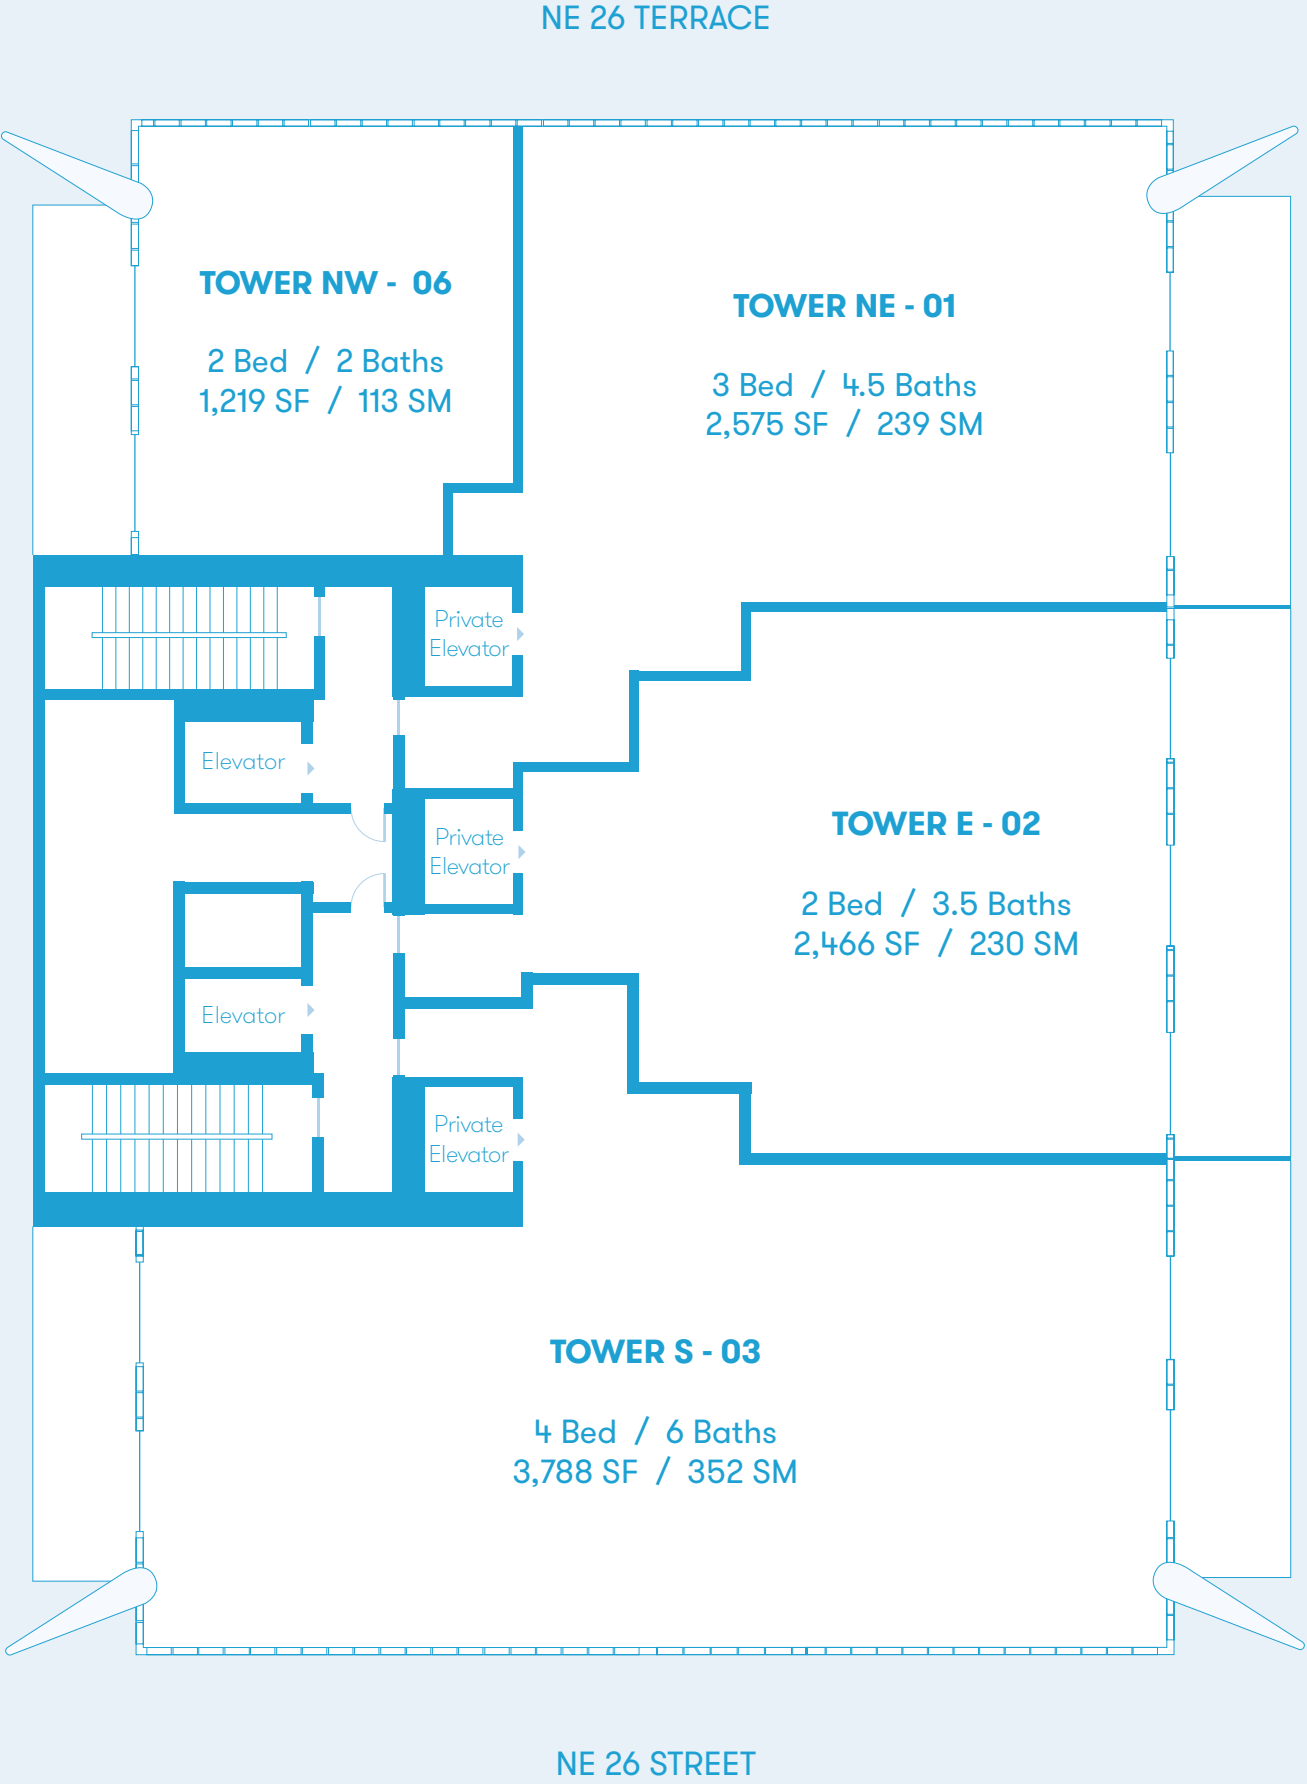 NE 26 TERRACE
TOWER NW - 06
2 Bed / 2 Baths
1,219 SF / 113 SM
TOWER NE - 01
3 Bed / 4.5 Baths
2,575 SF / 239 SM
Private
Elevator
Elevator
Private
Elevator
TOWER E - 02
2 Bed / 3.5 Baths
2,466 SF / 230 SM
Elevator
Private
Elevator
TOWER S - 03
4 Bed / 6 Baths
3,788 SF / 352 SM
NE 26 STREET